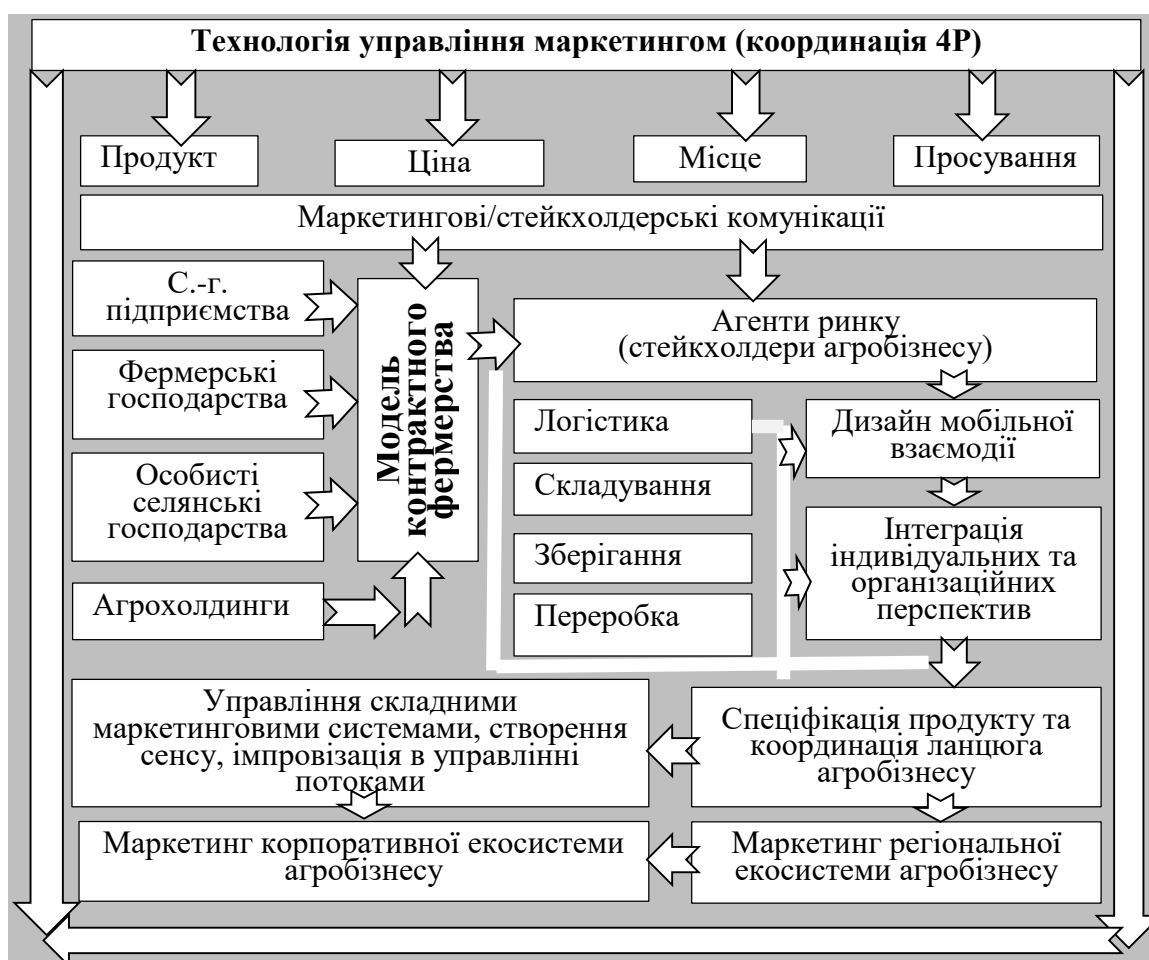 Технологія управління маркетингом (координація 4Р)
Продукт
Ціна
Місце
Просування
Маркетингові/стейкхолдерські комунікації
С.-г.
підприємства
Фермерські
господарства
Особисті
селянські
господарства
Агрохолдинги
Модель
контрактного
фермерства
Агенти ринку
(стейкхолдери агробізнесу)
Логістика
Складування
Зберігання
Переробка
Дизайн мобільної
взаємодії
Інтеграція
індивідуальних та
організаційних
перспектив
Управління складними
маркетинговими системами, створення
сенсу, імпровізація в управлінні
потоками
Спеціфікація продукту та
координація ланцюга
агробізнесу
Маркетинг корпоративної екосистеми
агробізнесу
Маркетинг регіональної
екосистеми агробізнесу